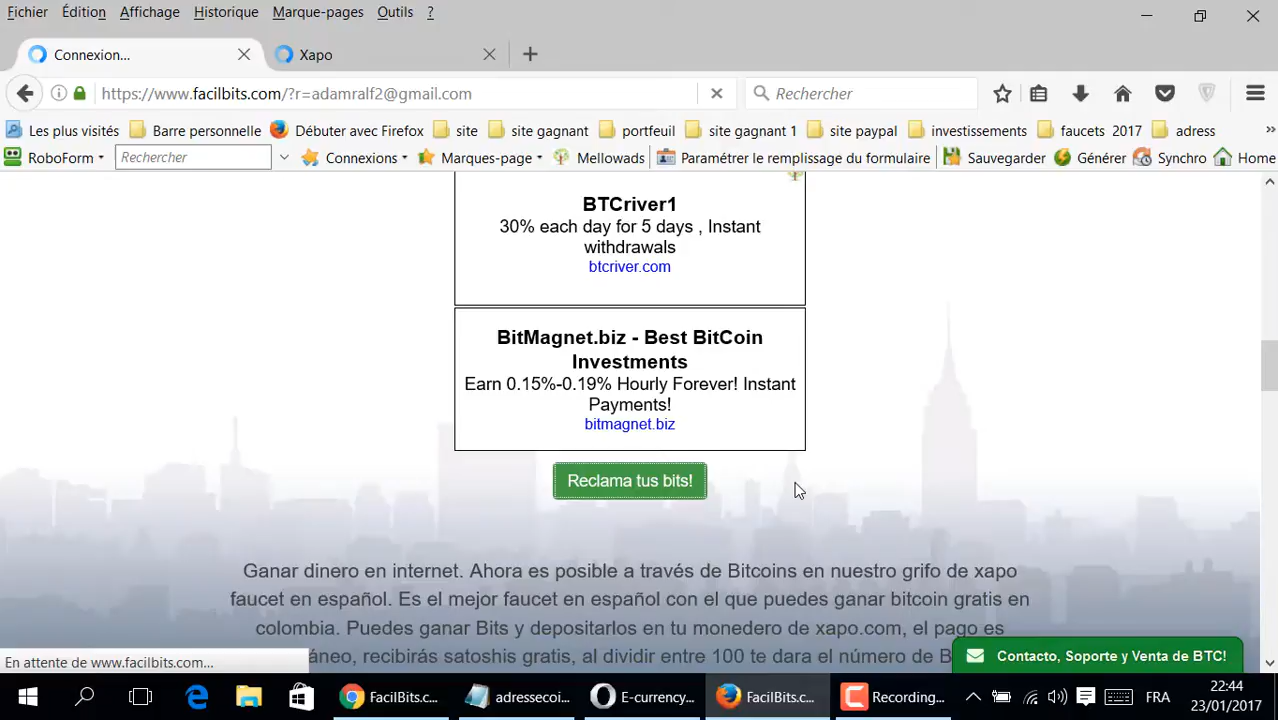 Fichier Édition Affichage Historique Marque-pages Outils ?
Connexion... Xapo
https://www.facilbits.com/?r=adamralf2@gmail.com Rechercher
Les plus visités Barre personnelle Débuter avec Firefox site site gagnant portfeuil site gagnant 1 site paypal investissements faucets 2017 adress
RoboForm Rechercher Connexions Marques-page Mellowads Paramétrer le remplissage du formulaire Sauvegarder Générer Synchro Home
BTCriver1
30% each day for 5 days , Instant
withdrawals
btcriver.com
BitMagnet.biz - Best BitCoin
Investments
Earn 0.15%-0.19% Hourly Forever! Instant
Payments!
bitmagnet.biz
Reclama tus bits!
Ganar dinero en internet. Ahora es posible a través de Bitcoins en nuestro grifo de xapo
faucet en español. Es el mejor faucet en español con el que puedes ganar bitcoin gratis en
colombia. Puedes ganar Bits y depositarlos en tu monedero de xapo.com, el pago es
áneo, recibirás satoshis gratis, al dividir entre 100 te dara el número de B
Contacto, Soporte y Venta de BTC!
En attente de www.facilbits.com...
FacilBits.c... adressecoi... E-currency... FacilBits.c... Recording... FRA
22:44
23/01/2017